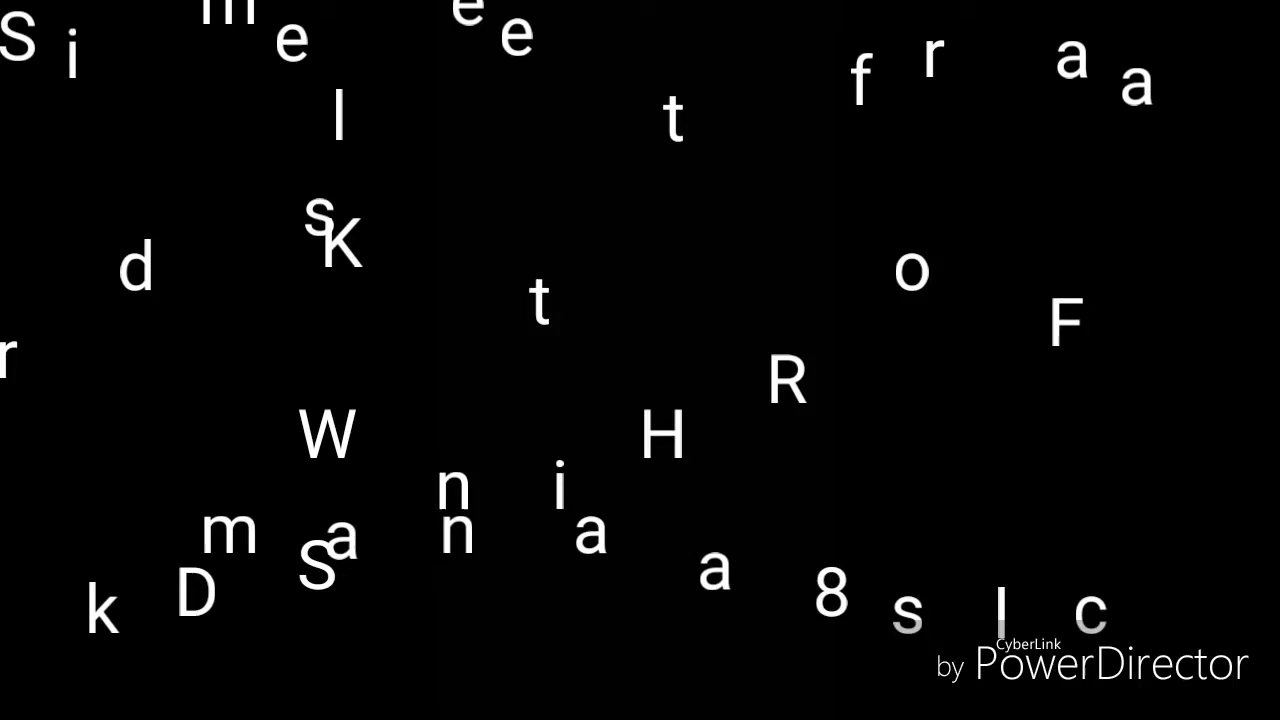 m e
S i e e f r a a
l t
s
d K o
t F
r R
W H
n i
m a n a
S a
k D 8 s l c
CyberLink
by PowerDirector